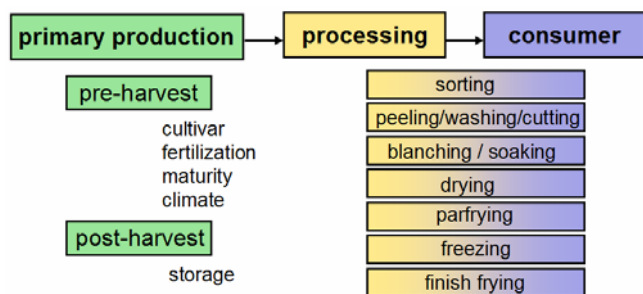 primary production
processing
consumer
pre-harvest
cultivar
fertilization
maturity
climate
post-harvest
storage
sorting
peeling/washing/cutting
blanching / soaking
drying
parfrying
freezing
finish frying